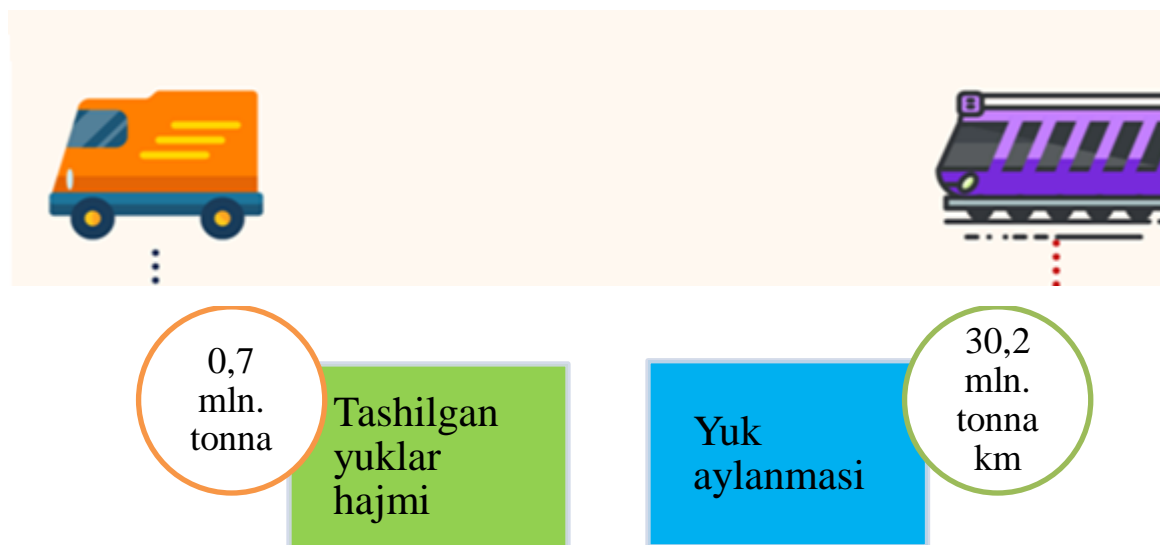 0,7
mln.
tonna
Tashilgan
yuklar
hajmi
Yuk
aylanmasi
30,2
mln.
tonna
km